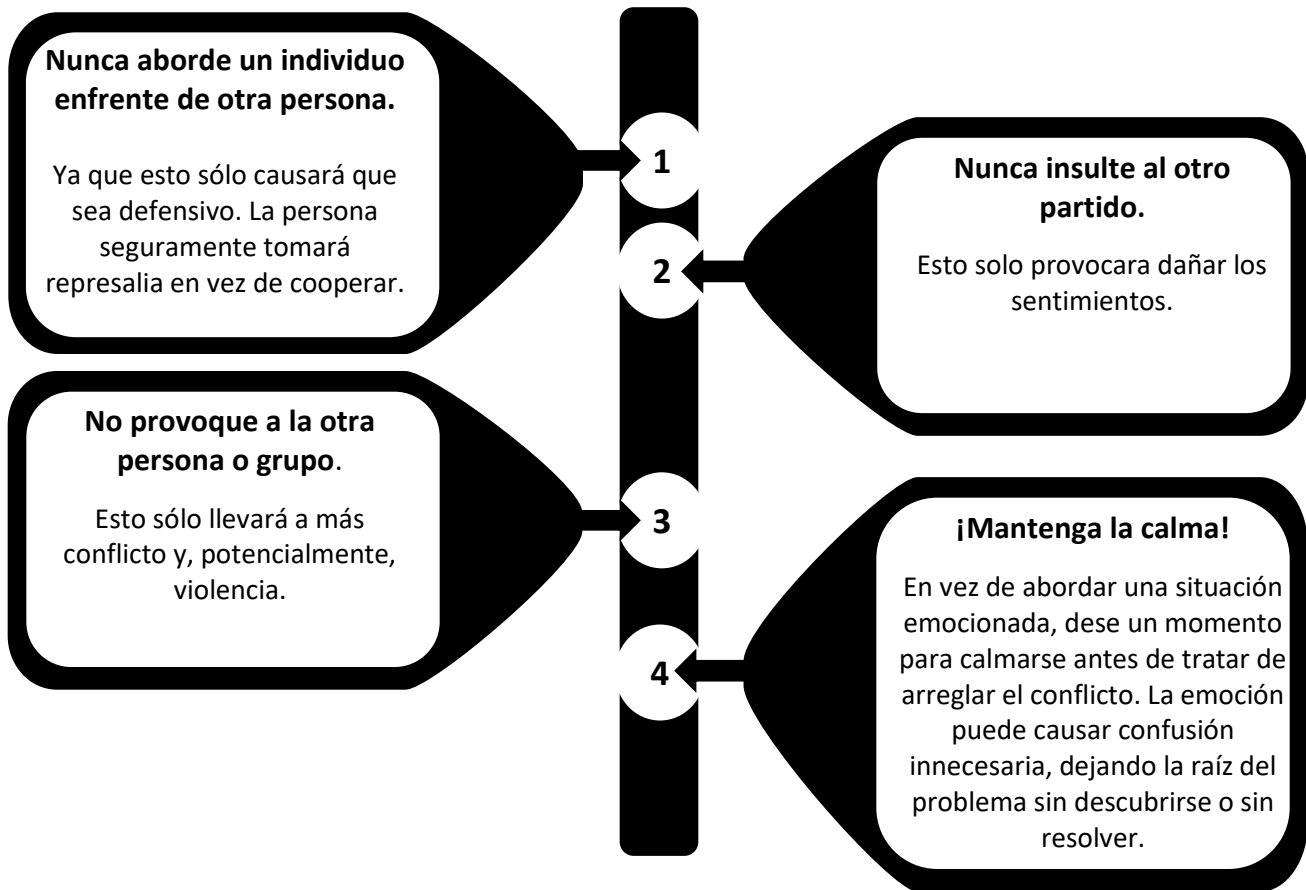 Nunca aborde un individuo
enfrente de otra persona.
Ya que esto sólo causará que
sea defensivo. La persona
seguramente tomará
represalia en vez de cooperar.
1
Nunca insulte al otro
partido.
Esto solo provocara dañar los
sentimientos.
2
No provoque a la otra
persona o grupo.
Esto sólo llevará a más
conflicto y, potencialmente,
violencia.
3
¡Mantenga la calma!
En vez de abordar una situación
emocionada, dese un momento
para calmarse antes de tratar de
arreglar el conflicto. La emoción
puede causar confusión
innecesaria, dejando la raíz del
problema sin descubrirse o sin
resolver.
4